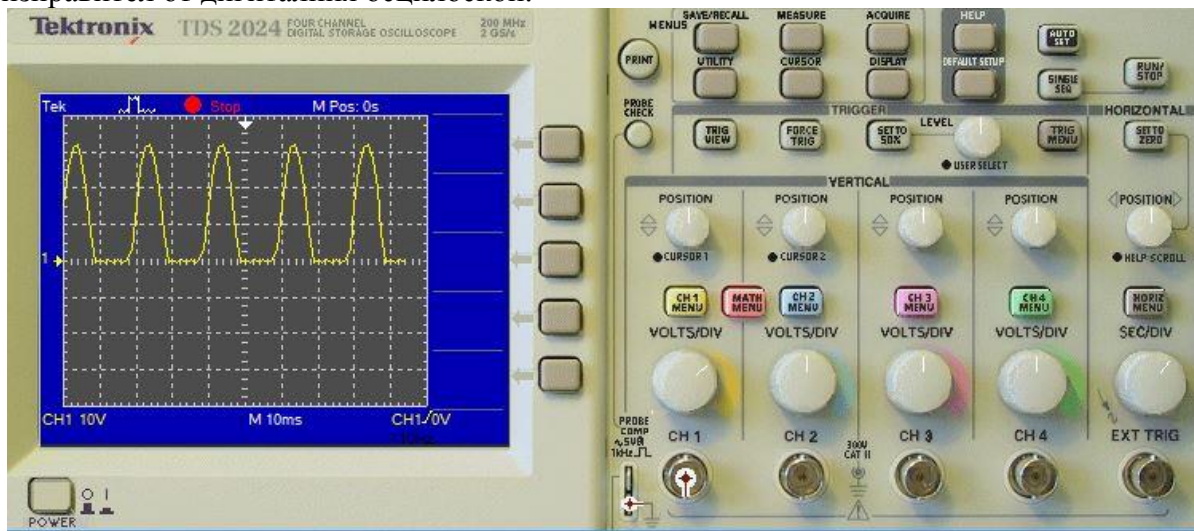 изправител от дигиталния осцилоскоп.
Tektronix TDS 2024 FOUR CHANNEL DIGITAL STORAGE OSCILLOSCOPE 200 MHz 2 GS/s
Tek Stop M Pos: 0s
1
CH1 10V M 10ms CH1/0V
POWER
MENUS
SAVE/RECALL MEASURE ACQUIRE HELP
PRINT
AUTO SET
UTILITY CURSOR DISPLAY DEFAULT SETUP
SINGLE SEQ
RUN/STOP
PROBE CHECK
TRIGGER
HORIZONTAL
TRIG VIEW
FORCE TRIG
SET TO 50%
LEVEL
TRIG MENU
SET TO ZERO
USER SELECT
VERTICAL
POSITION POSITION POSITION POSITION POSITION
CURSOR 1 CURSOR 2 HELP SCROLL
CH 1 MENU
MATH MENU
CH 2 MENU
CH 3 MENU
CH 4 MENU
HORIZ MENU
VOLTS/DIV VOLTS/DIV VOLTS/DIV VOLTS/DIV SEC/DIV
PROBE COMP
~5V@
1kHz
CH 1 CH 2 CH 3 CH 4 EXT TRIG
300V
CAT II